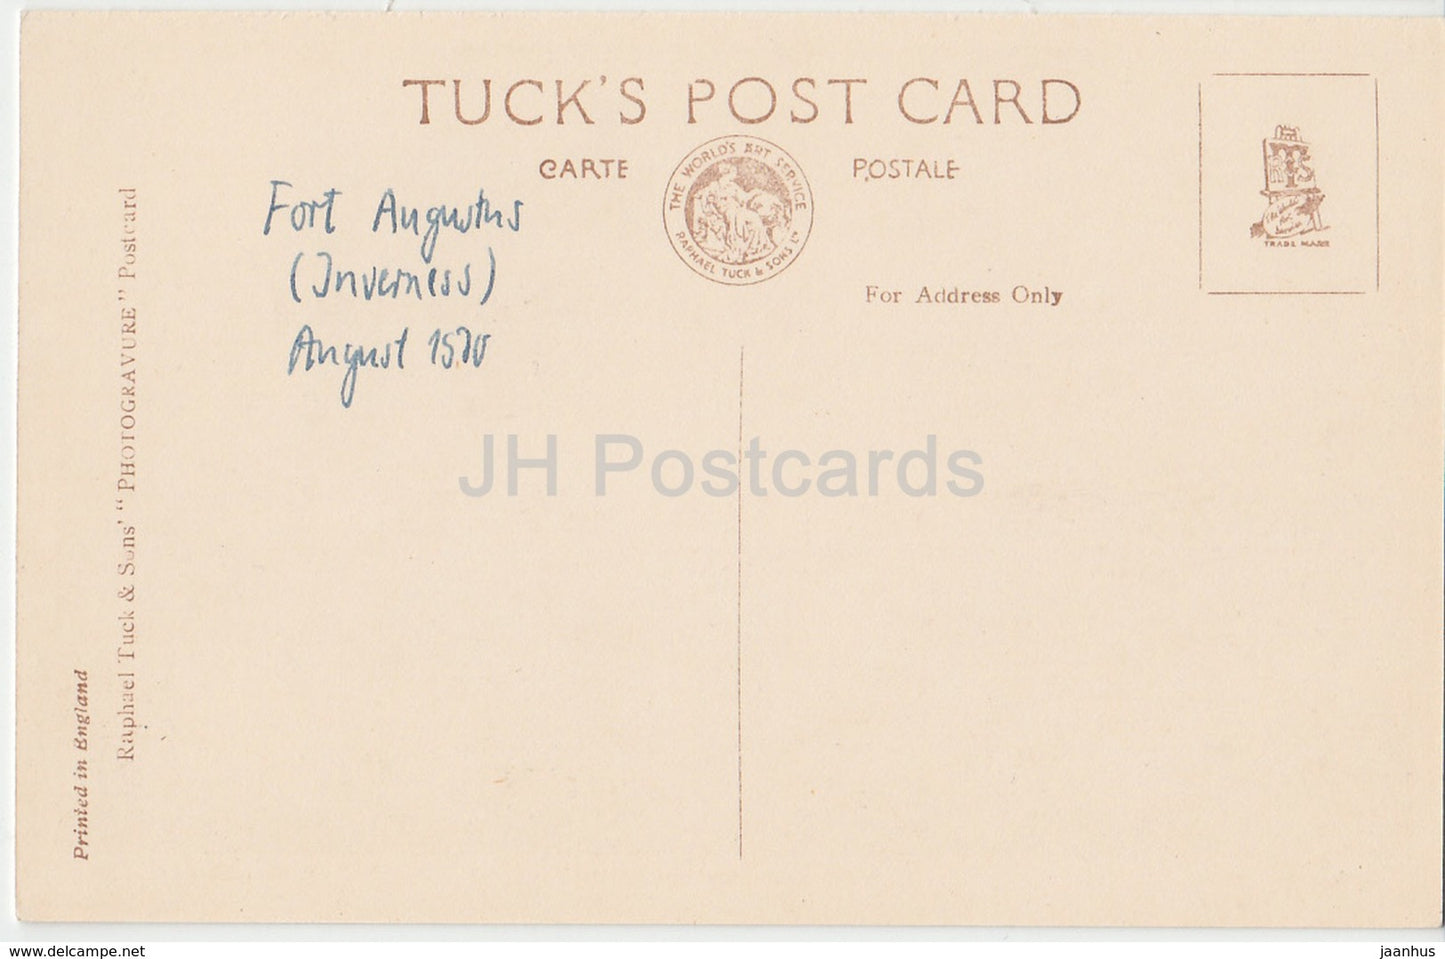 TUCK'S POST CARD
CARTE POSTALE
THE WORLD'S ART SERVICE
RAPHAEL TUCK & SONS Lᵀᴰ
RTS
TRADE MARK
For Address Only
Fort Augustus
(Inverness)
August
Raphael Tuck & Sons' "PHOTOGRAVURE" Postcard
Printed in England
JH Postcards
www.delcampe.net
jaanhus